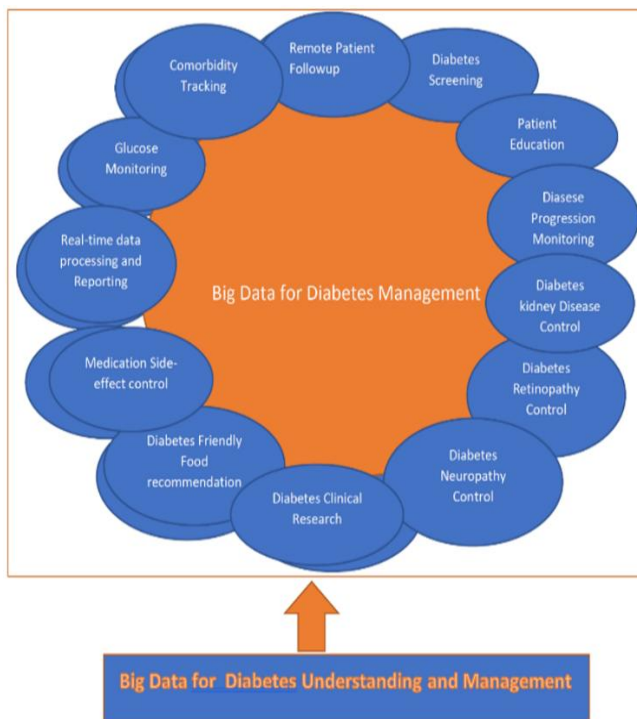 Remote Patient
Followup
Diabetes
Screening
Patient
Education
Diasese
Progression
Monitoring
Diabetes
kidney Disease
Control
Diabetes
Retinopathy
Control
Diabetes
Neuropathy
Control
Diabetes Clinical
Research
Diabetes Friendly
Food
recommendation
Medication Side-
effect control
Real-time data
processing and
Reporting
Glucose
Monitoring
Comorbidity
Tracking
Big Data for Diabetes Management
Big Data for Diabetes Understanding and Management